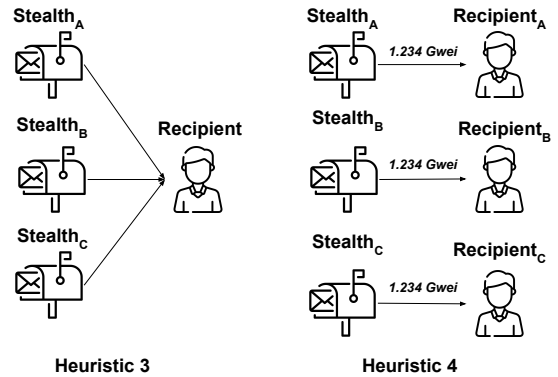 Stealth_A
Recipient_A
Stealth_A
1.234 Gwei
Stealth_B
Recipient
Stealth_B
Recipient_B
1.234 Gwei
Stealth_C
Stealth_C
Recipient_C
1.234 Gwei
Heuristic 3
Heuristic 4